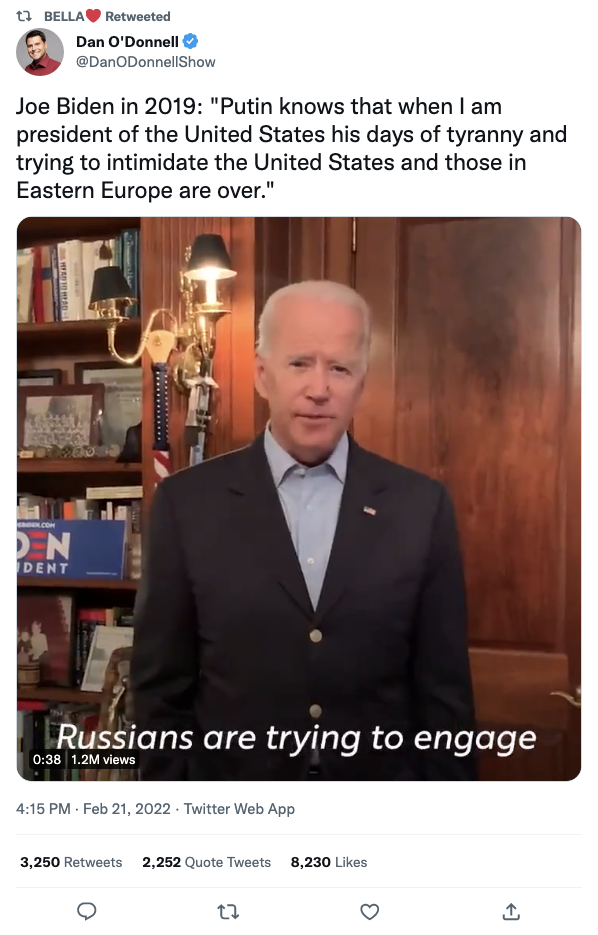 BELLA❤️ Retweeted
Dan O'Donnell
@DanODonnellShow
Joe Biden in 2019: "Putin knows that when I am
president of the United States his days of tyranny and
trying to intimidate the United States and those in
Eastern Europe are over."
DEN
IDENT
Russians are trying to engage
0:38 1.2M views
4:15 PM · Feb 21, 2022 · Twitter Web App
3,250 Retweets 2,252 Quote Tweets 8,230 Likes